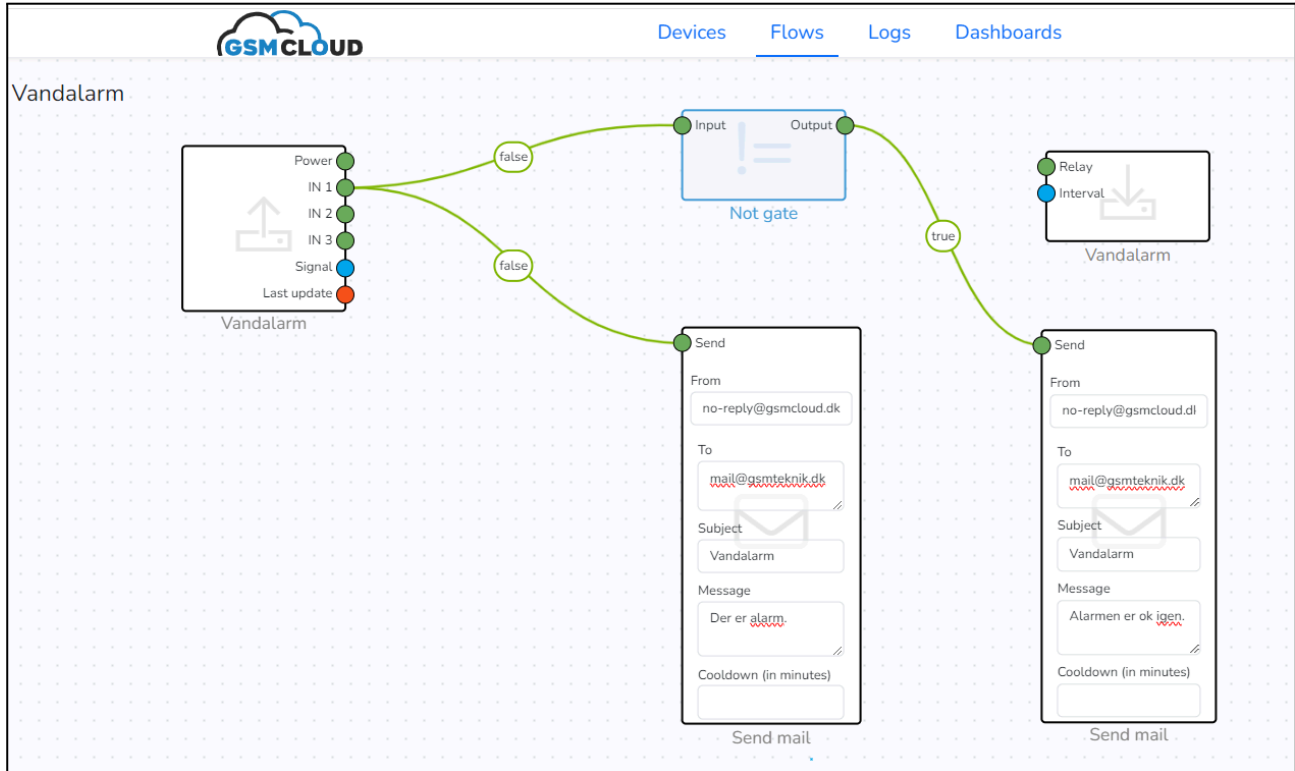 GSMCLOUD
Devices Flows Logs Dashboards
Vandalarm
Power
IN 1
IN 2
IN 3
Signal
Last update
Vandalarm
false
false
Input Output
!=
Not gate
true
Relay
Interval
Vandalarm
Send
From
no-reply@gsmcloud.dk
To
mail@gsmteknik.dk
Subject
Vandalarm
Message
Der er alarm.
Cooldown (in minutes)
Send mail
Send
From
no-reply@gsmcloud.dl
To
mail@gsmteknik.dk
Subject
Vandalarm
Message
Alarmen er ok igen.
Cooldown (in minutes)
Send mail